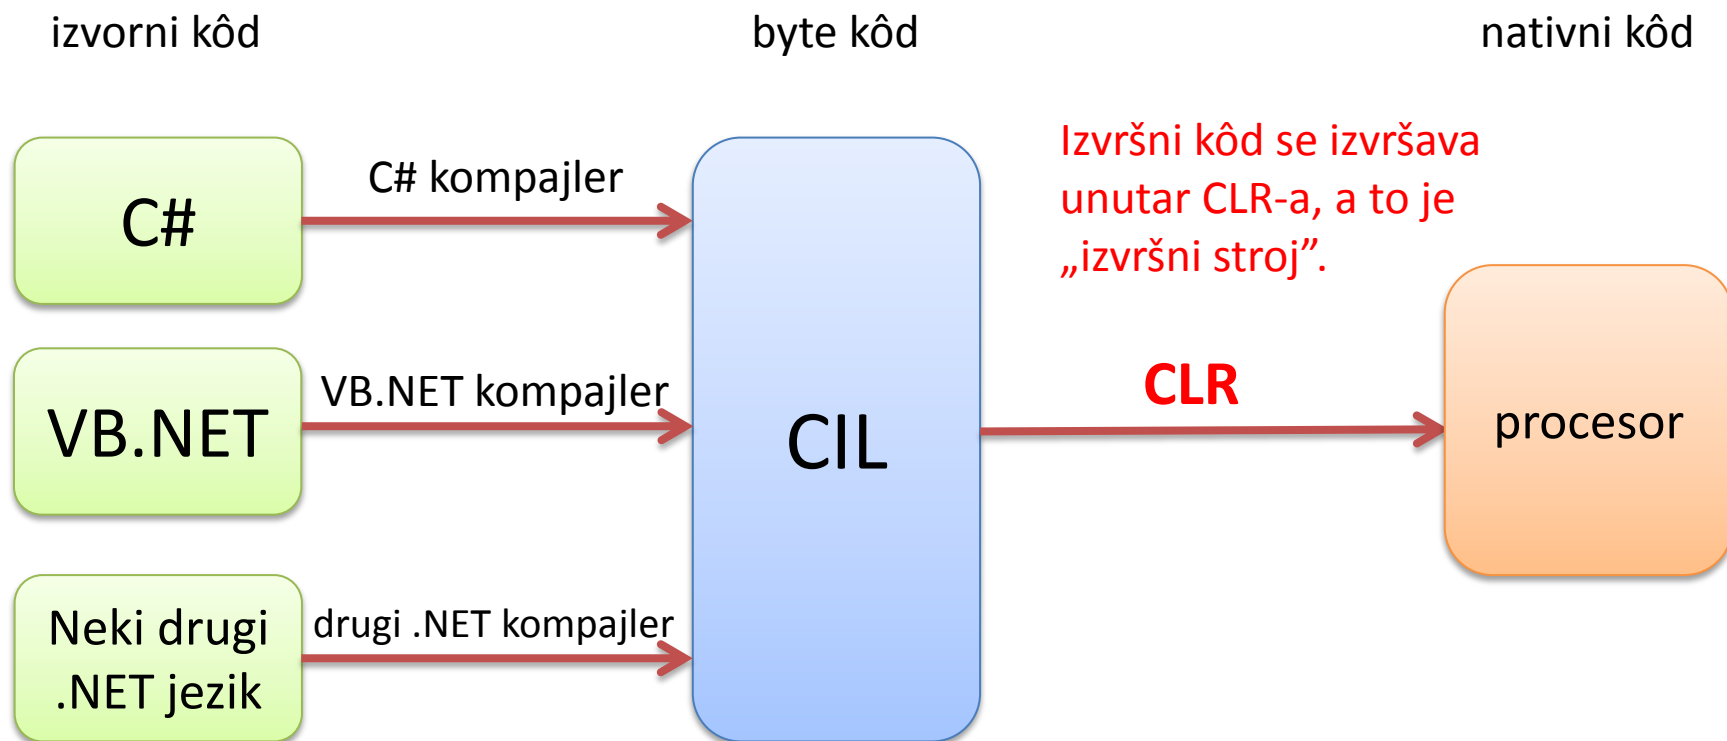 izvorni kôd
byte kôd
nativni kôd
C#
C# kompajler
VB.NET
VB.NET kompajler
Neki drugi
.NET jezik
drugi .NET kompajler
CIL
Izvršni kôd se izvršava
unutar CLR-a, a to je
„izvršni stroj”.
CLR
procesor